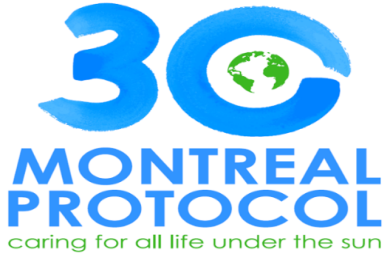 30
MONTREAL
PROTOCOL
caring for all life under the sun